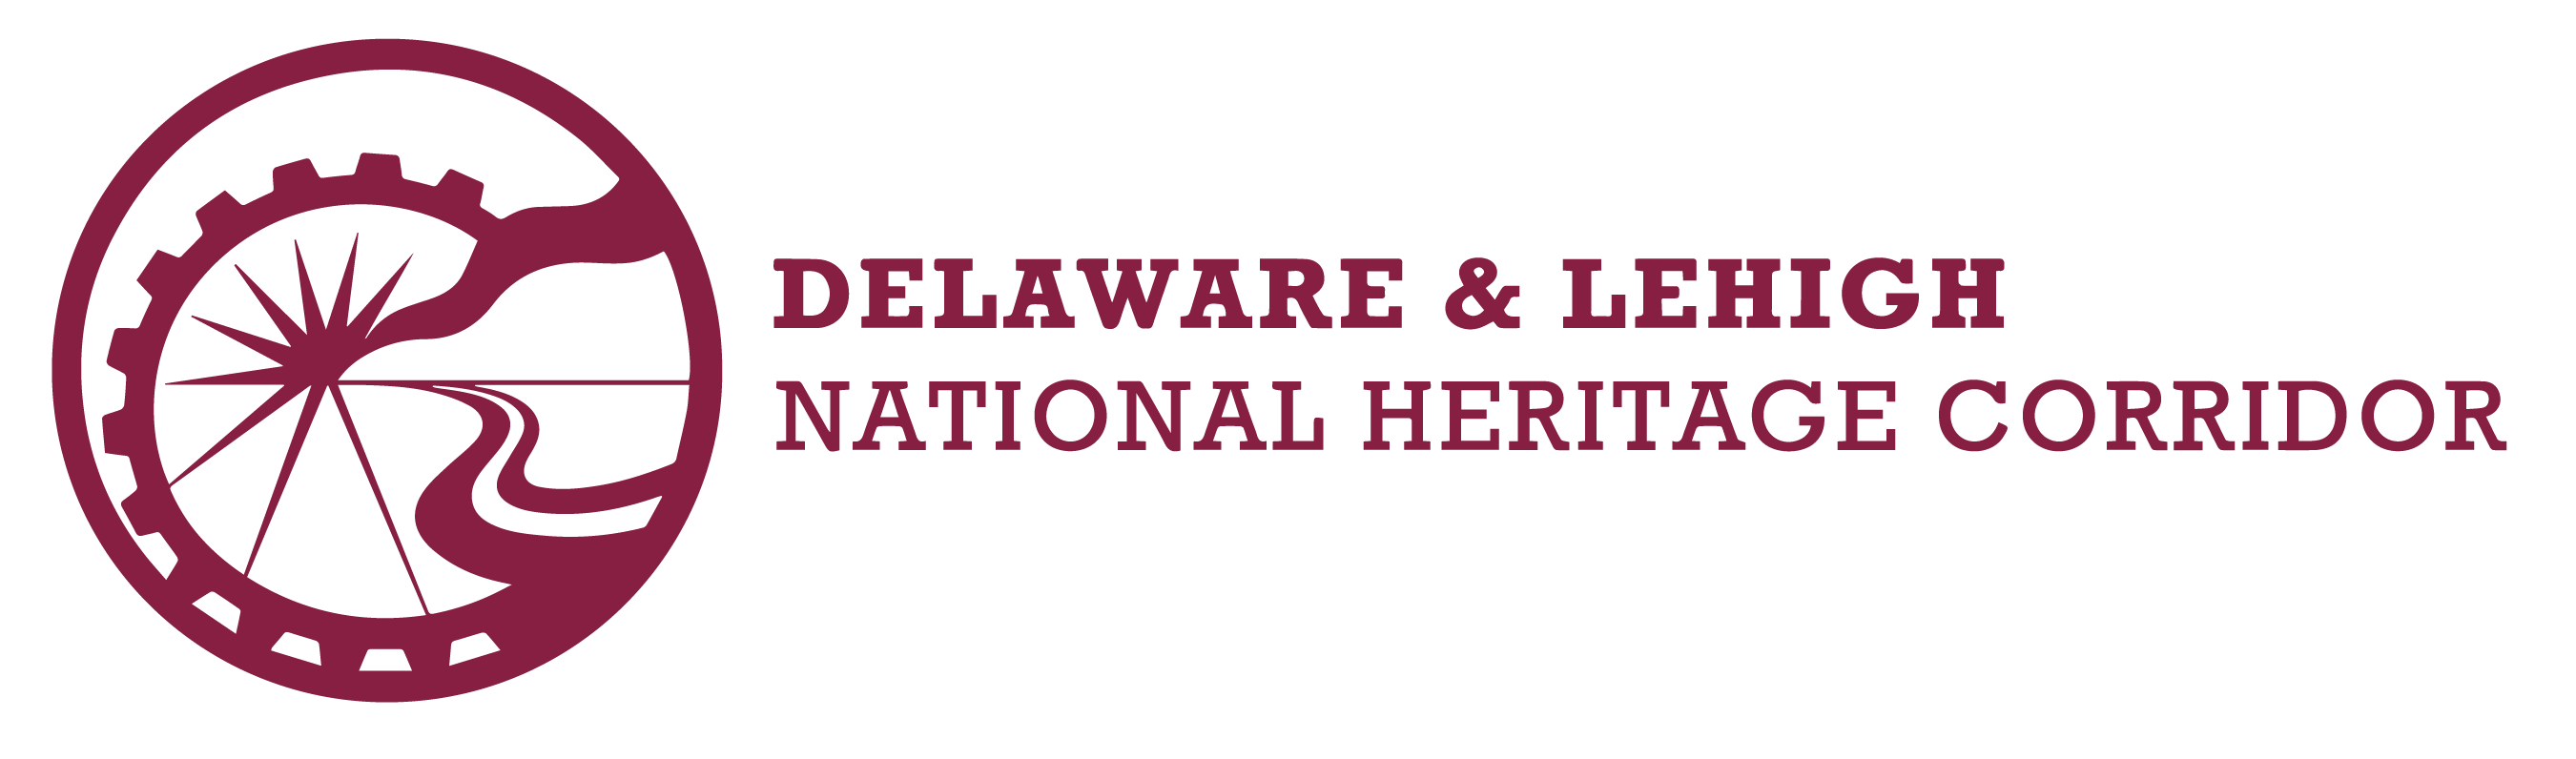 DELAWARE & LEHIGH
NATIONAL HERITAGE CORRIDOR